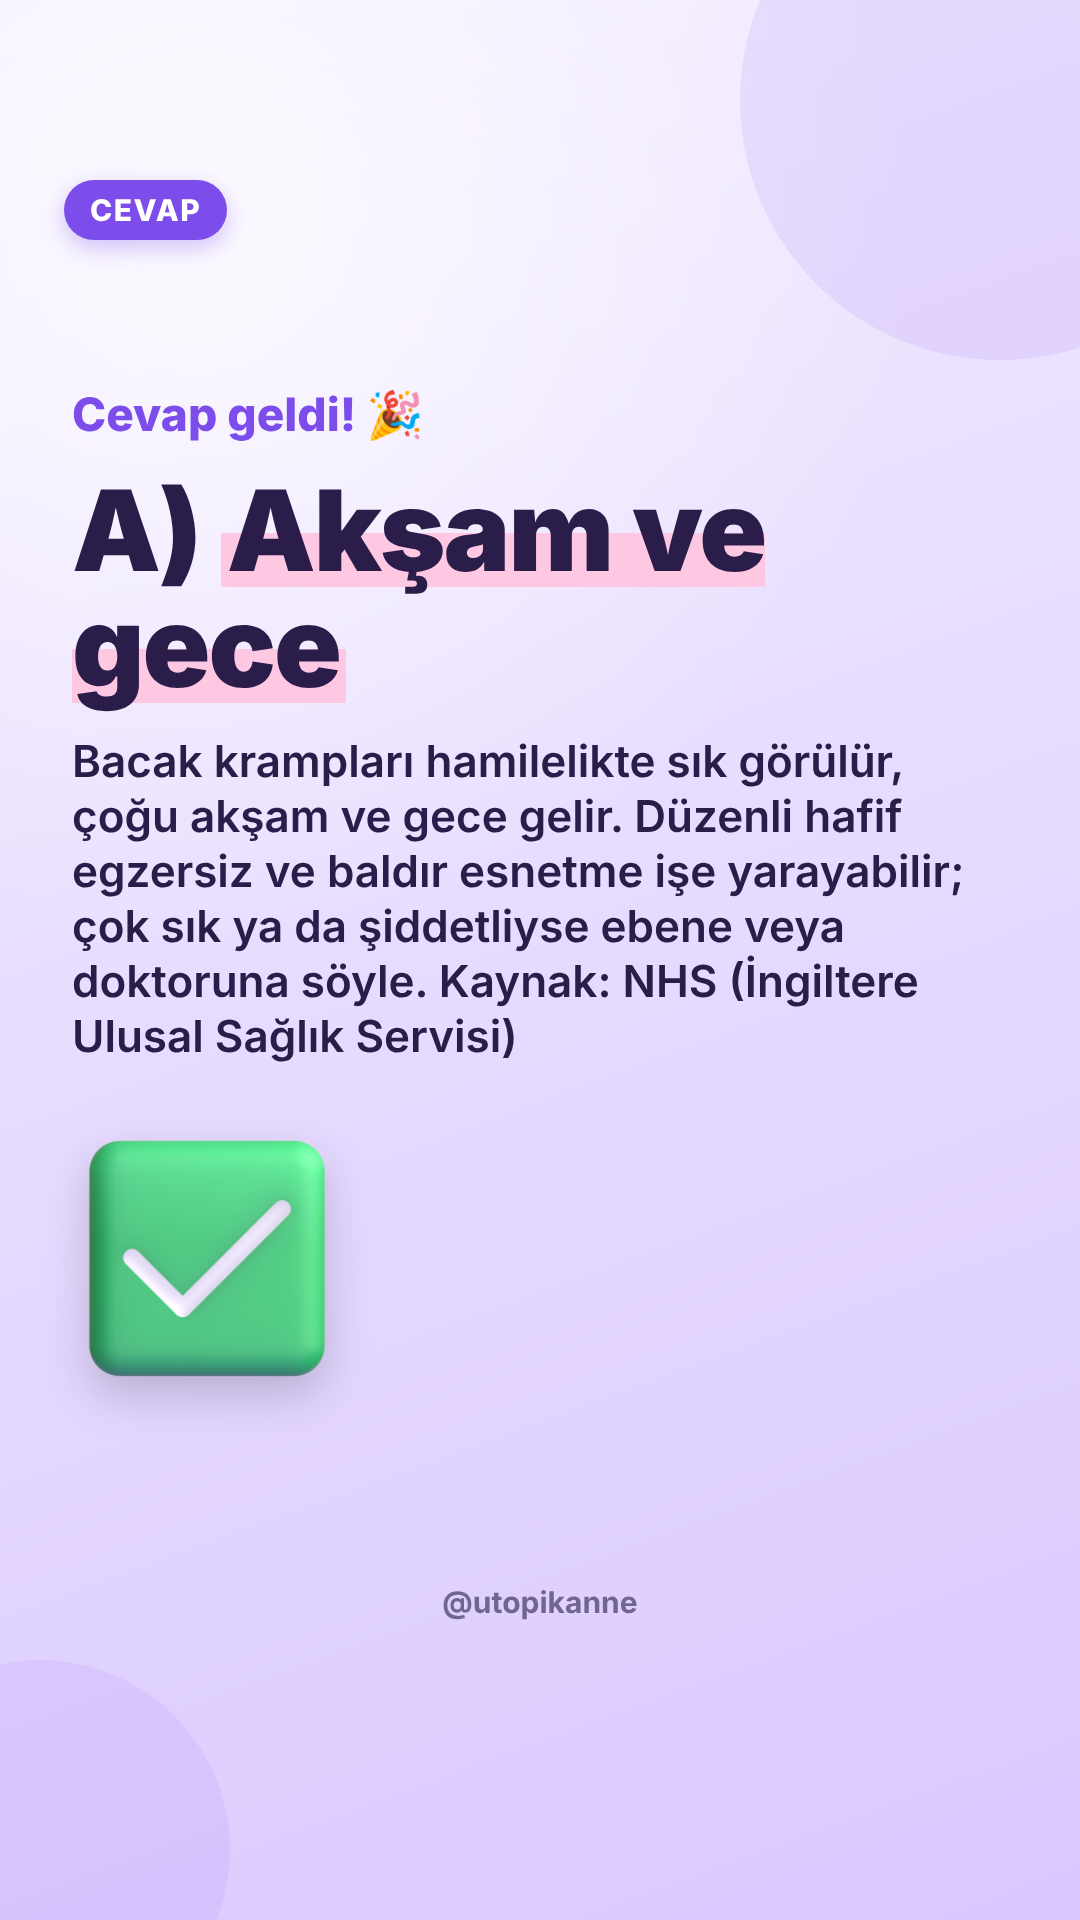 CEVAP
Cevap geldi! 🎉
A) Akşam ve
gece
Bacak krampları hamilelikte sık görülür,
çoğu akşam ve gece gelir. Düzenli hafif
egzersiz ve baldır esnetme işe yarayabilir;
çok sık ya da şiddetliyse ebene veya
doktoruna söyle. Kaynak: NHS (İngiltere
Ulusal Sağlık Servisi)
@utopikanne